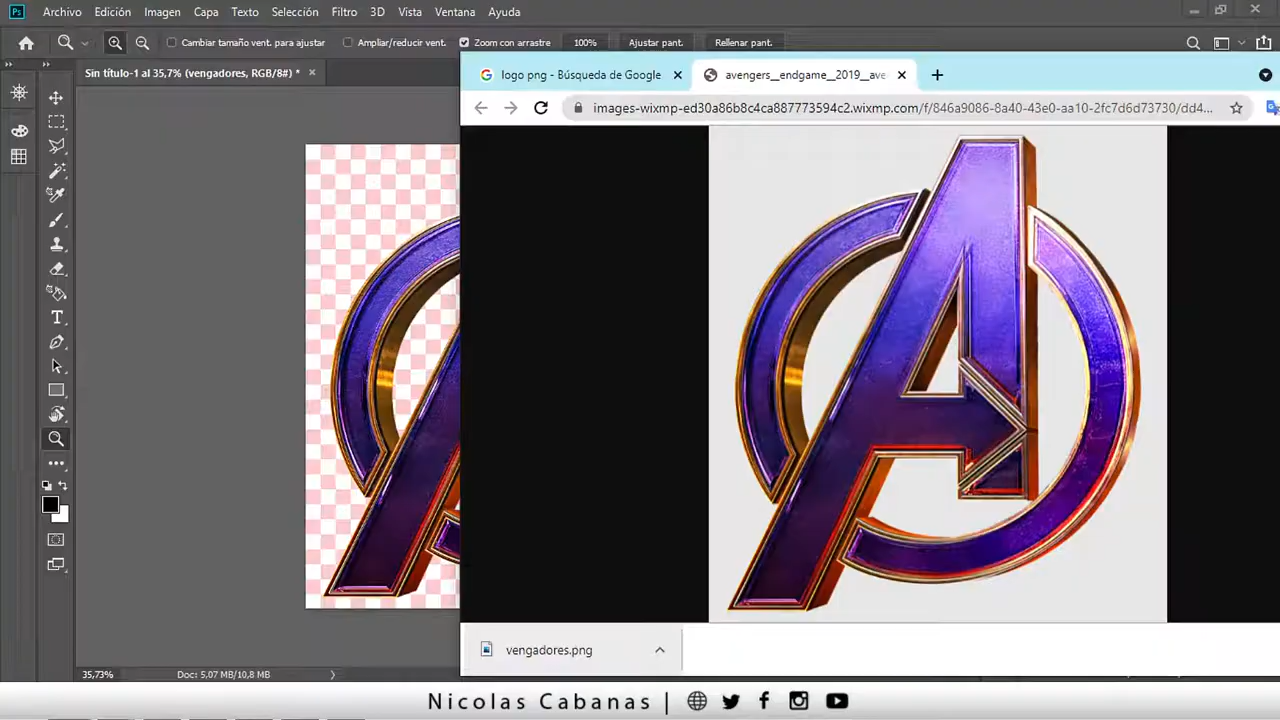 Ps Archivo Edición Imagen Capa Texto Selección Filtro 3D Vista Ventana Ayuda
Cambiar tamaño vent. para ajustar Ampliar/reducir vent. Zoom con arrastre 100% Ajustar pant. Rellenar pant.
Sin título-1 al 35,7% (vengadores, RGB/8#) *
logo png - Búsqueda de Google
avengers__endgame__2019__ave
images-wixmp-ed30a86b8c4ca887773594c2.wixmp.com/f/846a9086-8a40-43e0-aa10-2fc7d6d73730/dd4...
vengadores.png
35,73% Doc: 5,07 MB/10,8 MB
Nicolas Cabanas |